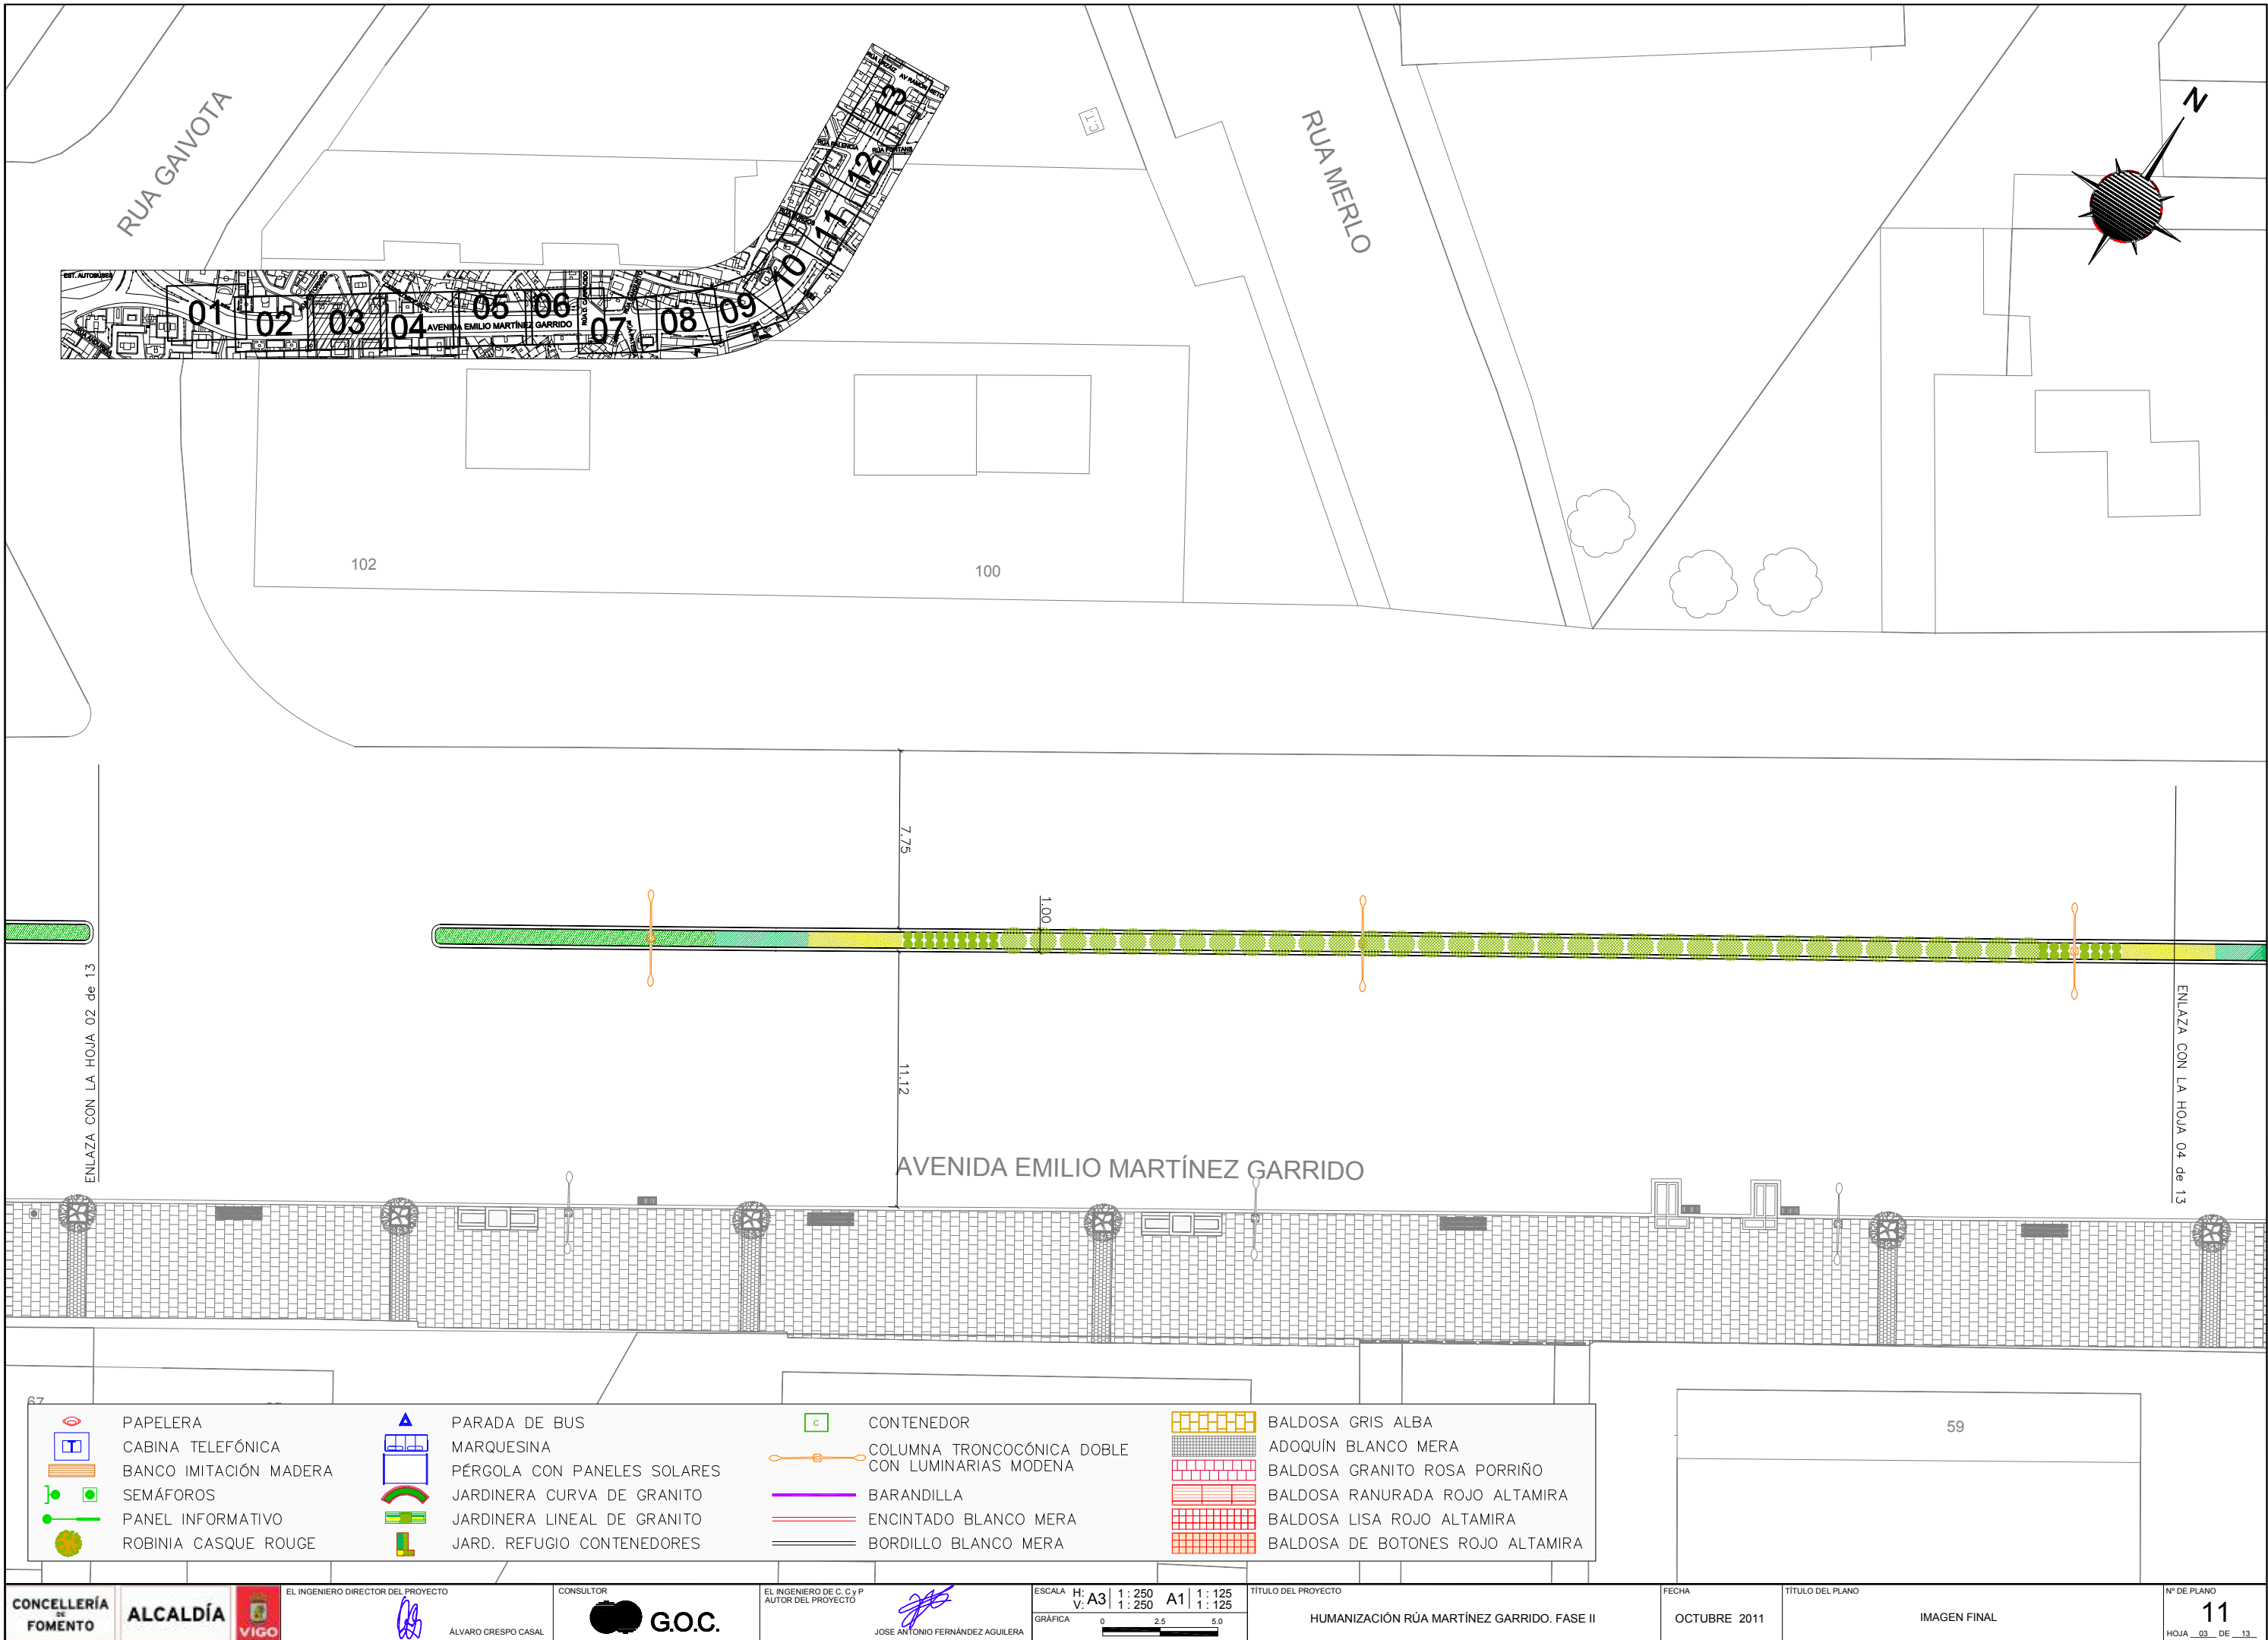 RUA GAIVOTA
RUA MERLO
C.T.
N
RÚA URZÁIZ
AV RAMÓN NIETO
13
RÚA PALENCIA
12
11
10
EST. AUTOBUSES
01
02
03
04
05
06
07
08
09
AVENIDA EMILIO MARTÍNEZ GARRIDO
102
100
7.75
1.00
11.12
ENLAZA CON LA HOJA 02 de 13
ENLAZA CON LA HOJA 04 de 13
AVENIDA EMILIO MARTÍNEZ GARRIDO
67
59
PAPELERA
CABINA TELEFÓNICA
BANCO IMITACIÓN MADERA
SEMÁFOROS
PANEL INFORMATIVO
ROBINIA CASQUE ROUGE
PARADA DE BUS
MARQUESINA
PÉRGOLA CON PANELES SOLARES
JARDINERA CURVA DE GRANITO
JARDINERA LINEAL DE GRANITO
JARD. REFUGIO CONTENEDORES
C
CONTENEDOR
COLUMNA TRONCOCÓNICA DOBLE
CON LUMINARIAS MODENA
BARANDILLA
ENCINTADO BLANCO MERA
BORDILLO BLANCO MERA
BALDOSA GRIS ALBA
ADOQUÍN BLANCO MERA
BALDOSA GRANITO ROSA PORRIÑO
BALDOSA RANURADA ROJO ALTAMIRA
BALDOSA LISA ROJO ALTAMIRA
BALDOSA DE BOTONES ROJO ALTAMIRA
CONCELLERÍA
DE
FOMENTO
ALCALDÍA
VIGO
EL INGENIERO DIRECTOR DEL PROYECTO
ÁLVARO CRESPO CASAL
CONSULTOR
G.O.C.
EL INGENIERO DE C. C y P
AUTOR DEL PROYECTO
JOSE ANTONIO FERNÁNDEZ AGUILERA
ESCALA H: A3 1 : 250 A1 1 : 125
V: 1 : 250 1 : 125
GRÁFICA 0 2.5 5.0
TÍTULO DEL PROYECTO
HUMANIZACIÓN RÚA MARTÍNEZ GARRIDO. FASE II
FECHA
OCTUBRE 2011
TÍTULO DEL PLANO
IMAGEN FINAL
Nº DE PLANO
11
HOJA 03 DE 13